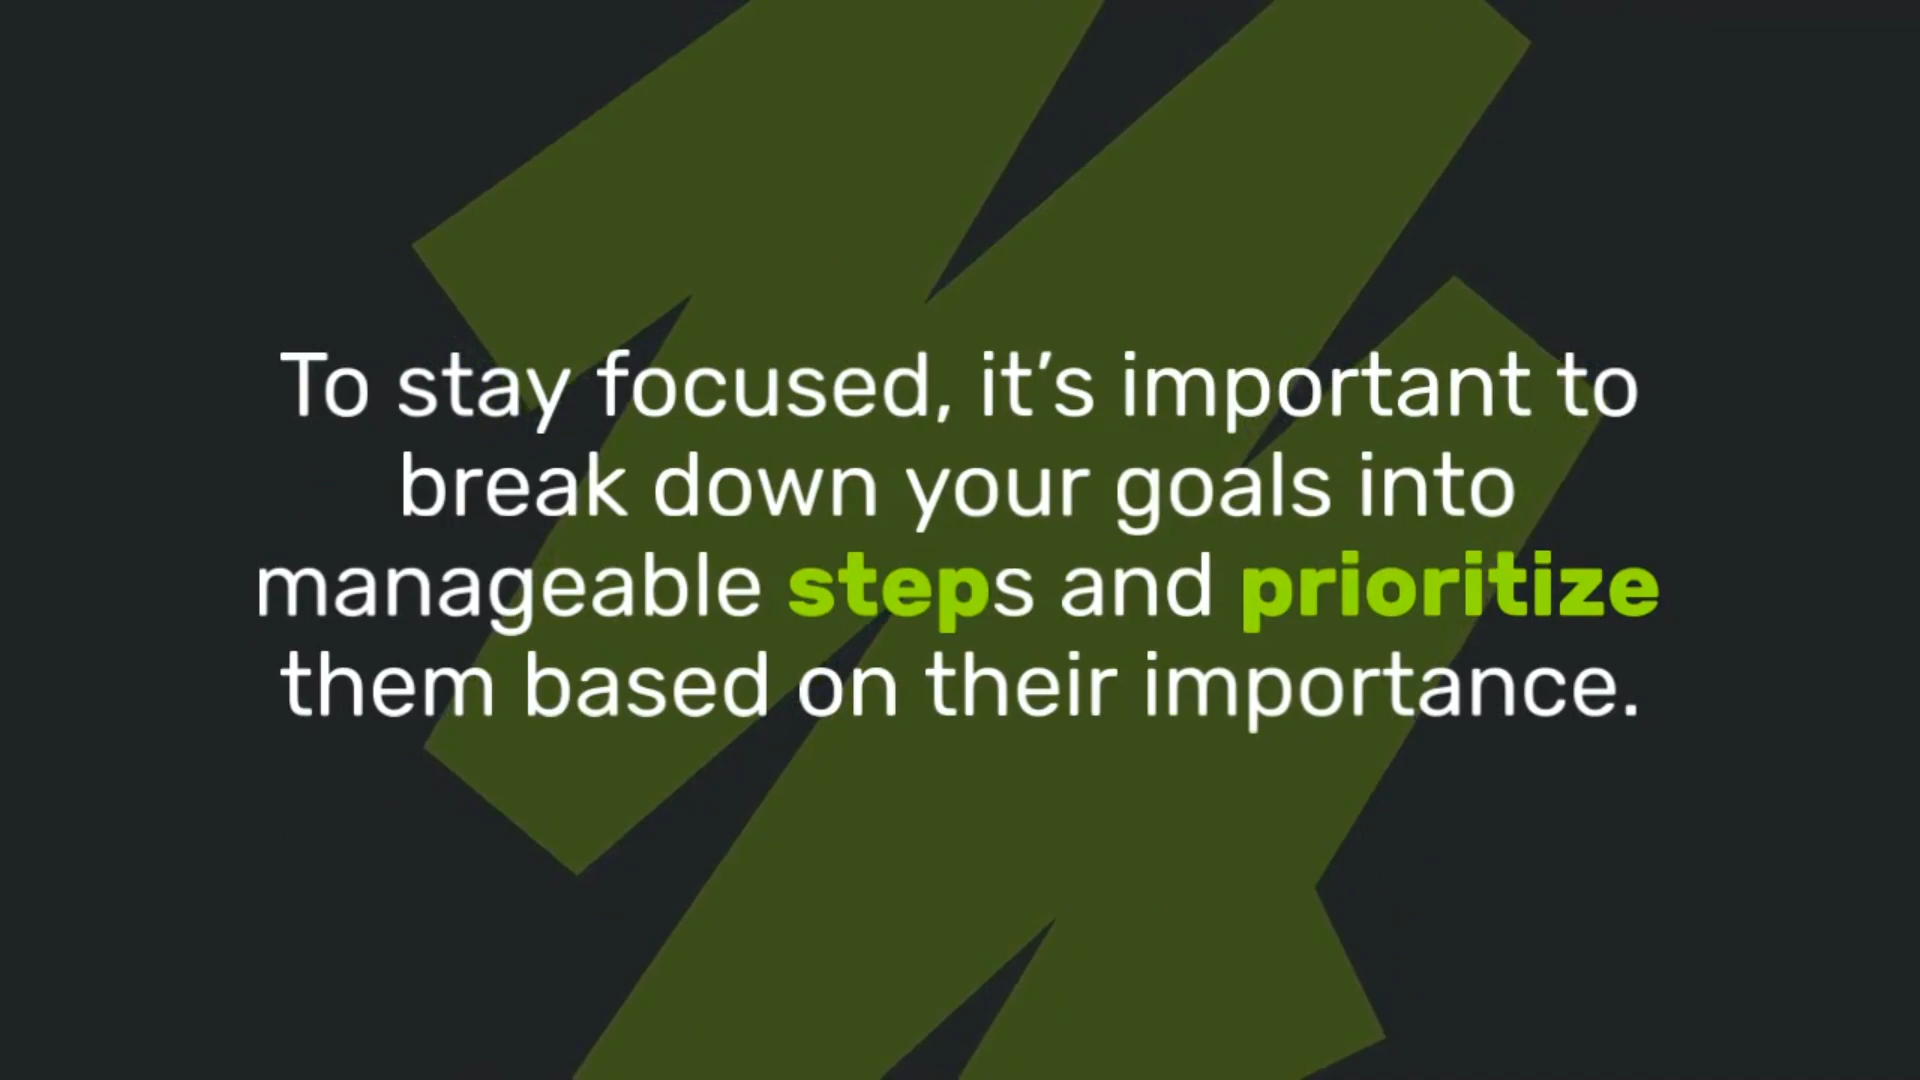 To stay focused, it’s important to
break down your goals into
manageable steps and prioritize
them based on their importance.